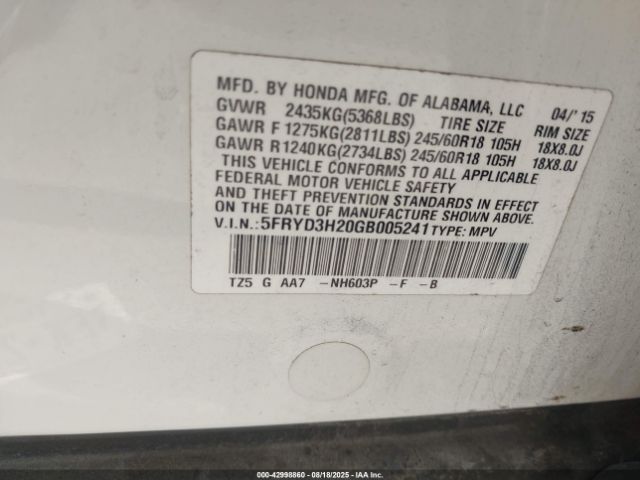 MFD. BY HONDA MFG. OF ALABAMA, LLC 04/'15
GVWR 2435KG(5368LBS) TIRE SIZE RIM SIZE
GAWR F 1275KG(2811LBS) 245/60R18 105H 18X8.0J
GAWR R1240KG(2734LBS) 245/60R18 105H 18X8.0J
THIS VEHICLE CONFORMS TO ALL APPLICABLE
FEDERAL MOTOR VEHICLE SAFETY
AND THEFT PREVENTION STANDARDS IN EFFECT
ON THE DATE OF MANUFACTURE SHOWN ABOVE.
V.I.N.: 5FRYD3H20GB005241 TYPE: MPV
TZ5 G AA7 -NH603P -F -B
000-42998860 | 08/18/2025 | IAA Inc.